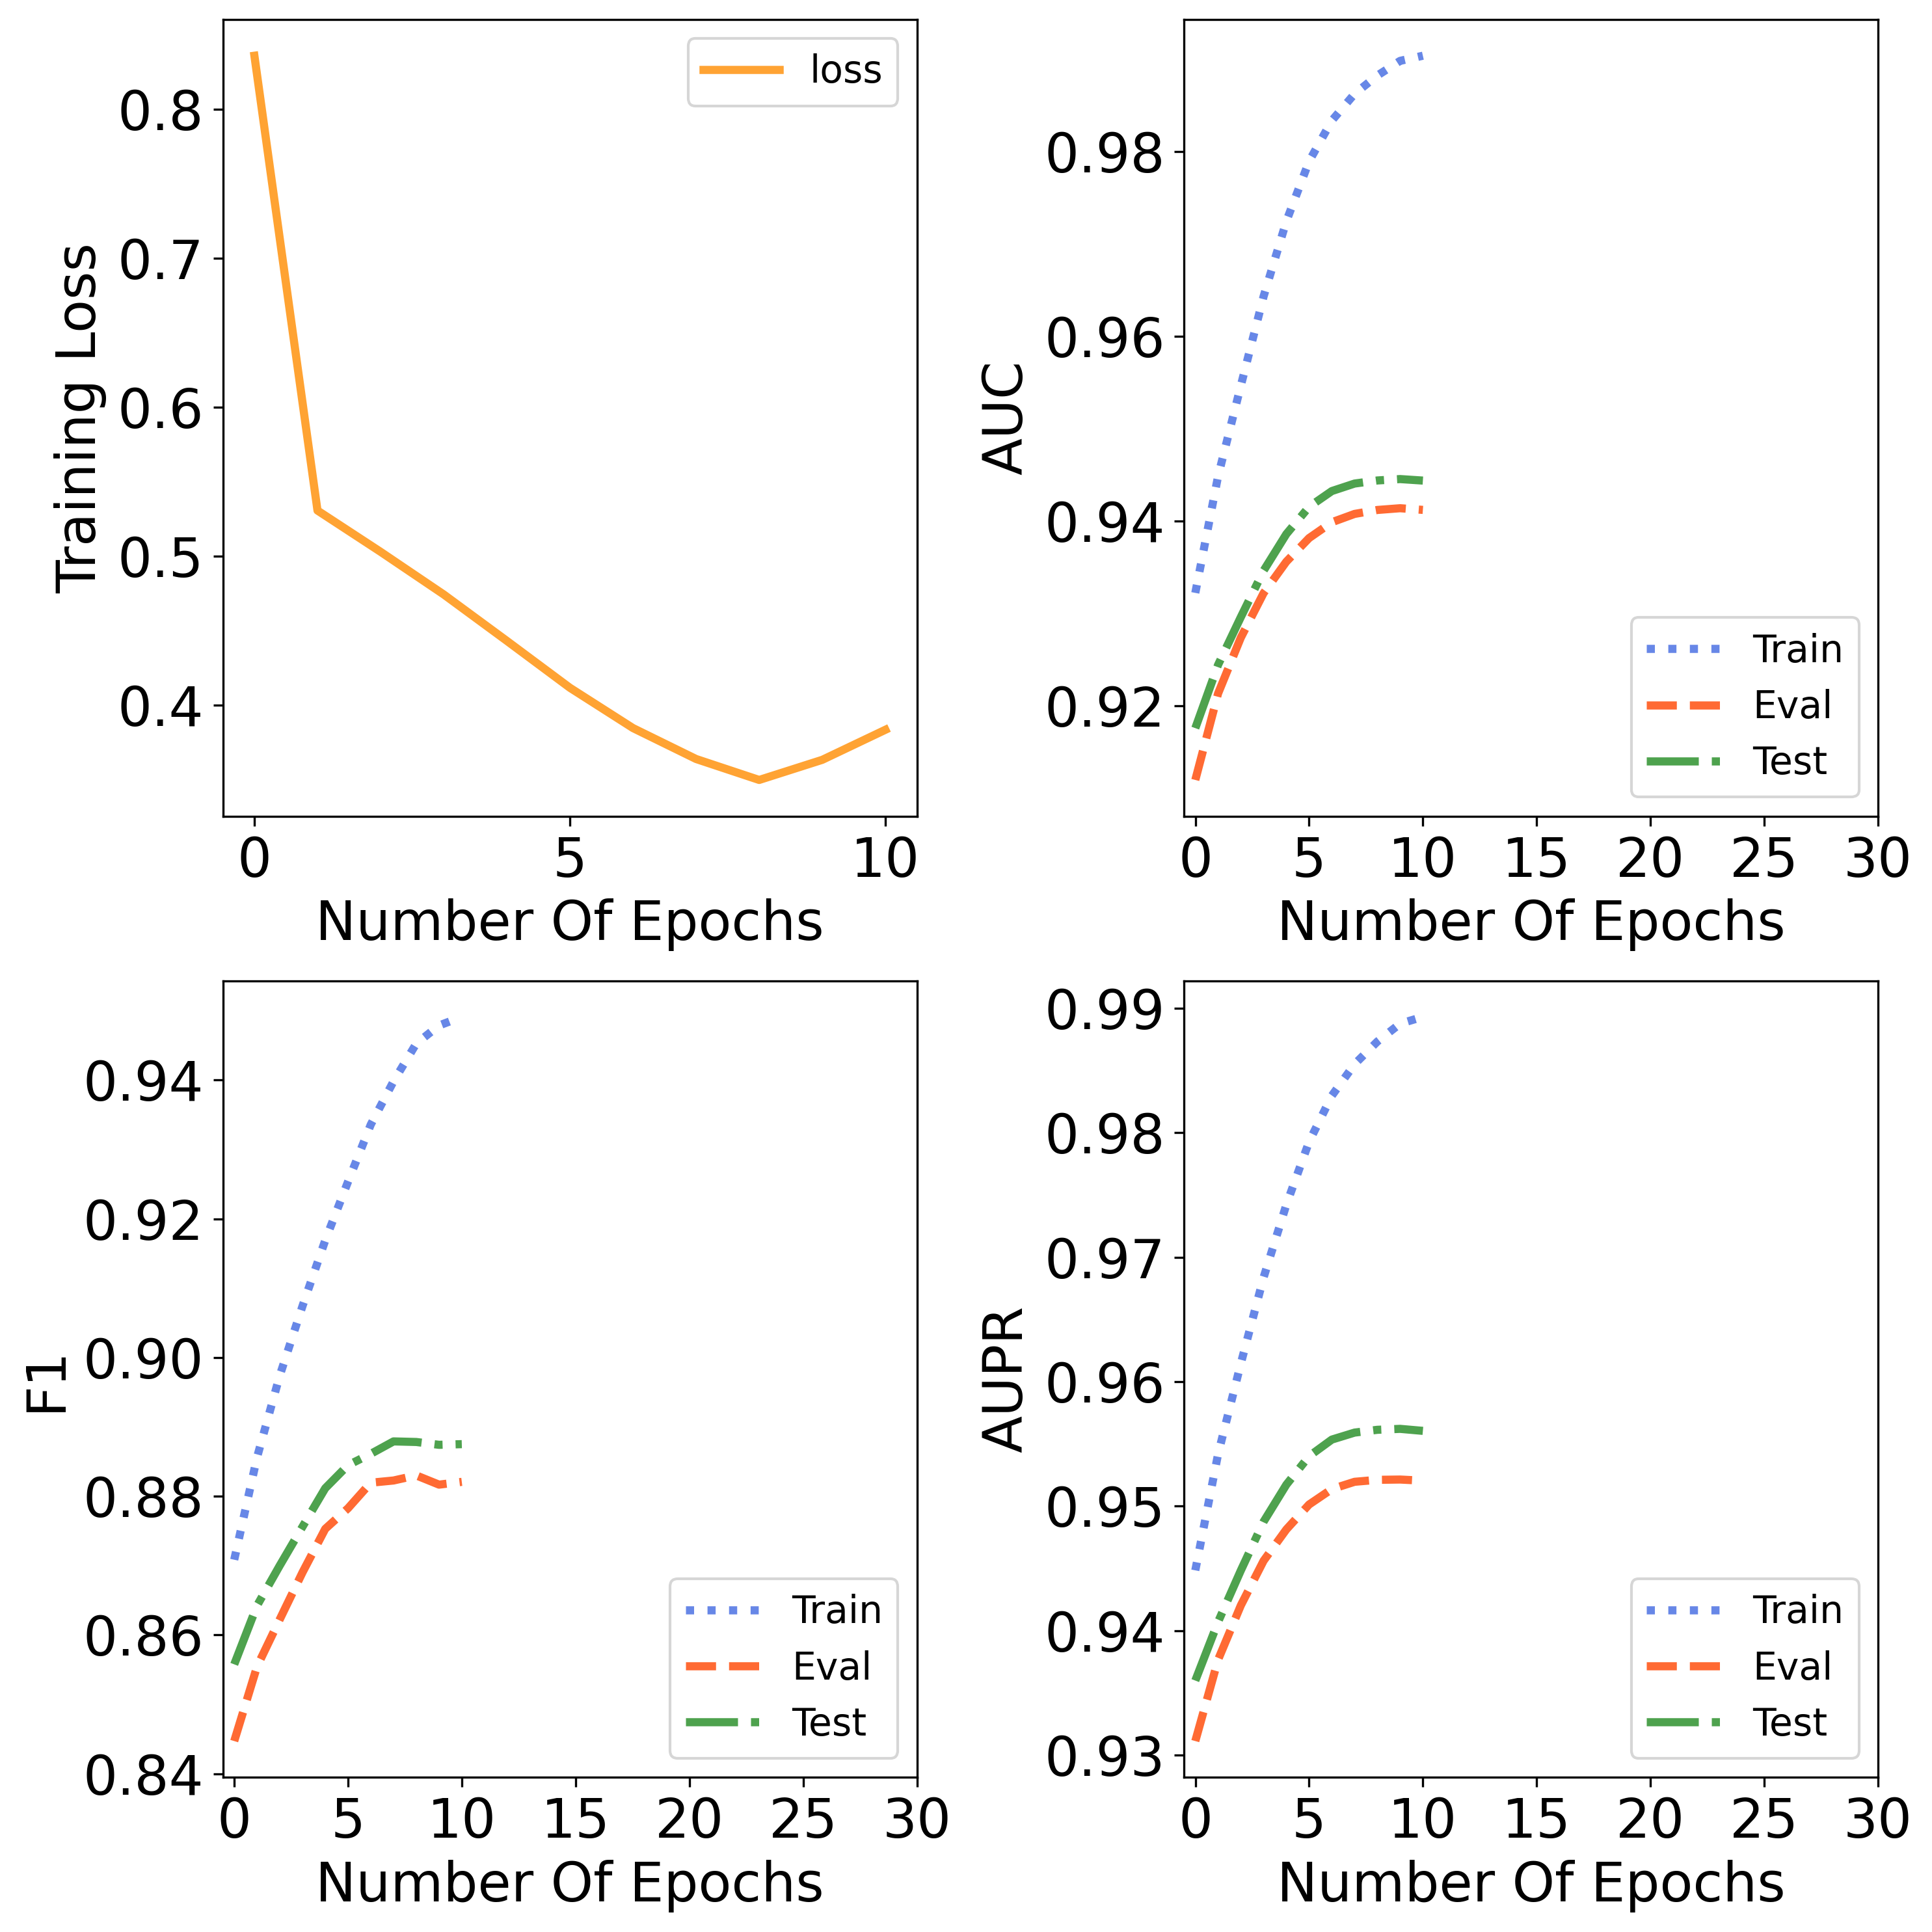 loss
0.8
0.7
0.6
0.5
0.4
Training Loss
0 5 10
Number Of Epochs
0.98
0.96
0.94
0.92
AUC
Train
Eval
Test
0 5 10 15 20 25 30
Number Of Epochs
0.94
0.92
0.90
0.88
0.86
0.84
F1
Train
Eval
Test
0 5 10 15 20 25 30
Number Of Epochs
0.99
0.98
0.97
0.96
0.95
0.94
0.93
AUPR
Train
Eval
Test
0 5 10 15 20 25 30
Number Of Epochs